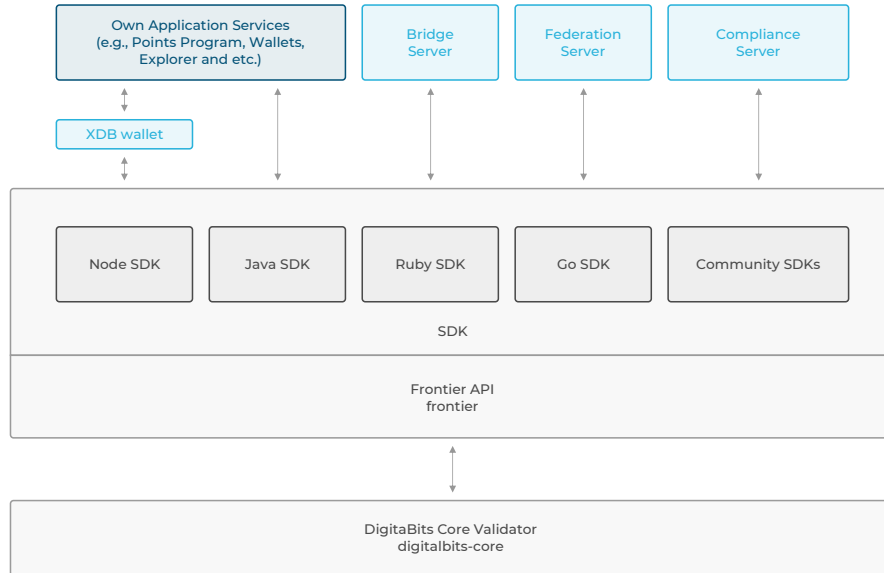 Own Application Services
(e.g., Points Program, Wallets,
Explorer and etc.)
Bridge
Server
Federation
Server
Compliance
Server
XDB wallet
Node SDK
Java SDK
Ruby SDK
Go SDK
Community SDKs
SDK
Frontier API
frontier
DigitaBits Core Validator
digitalbits-core